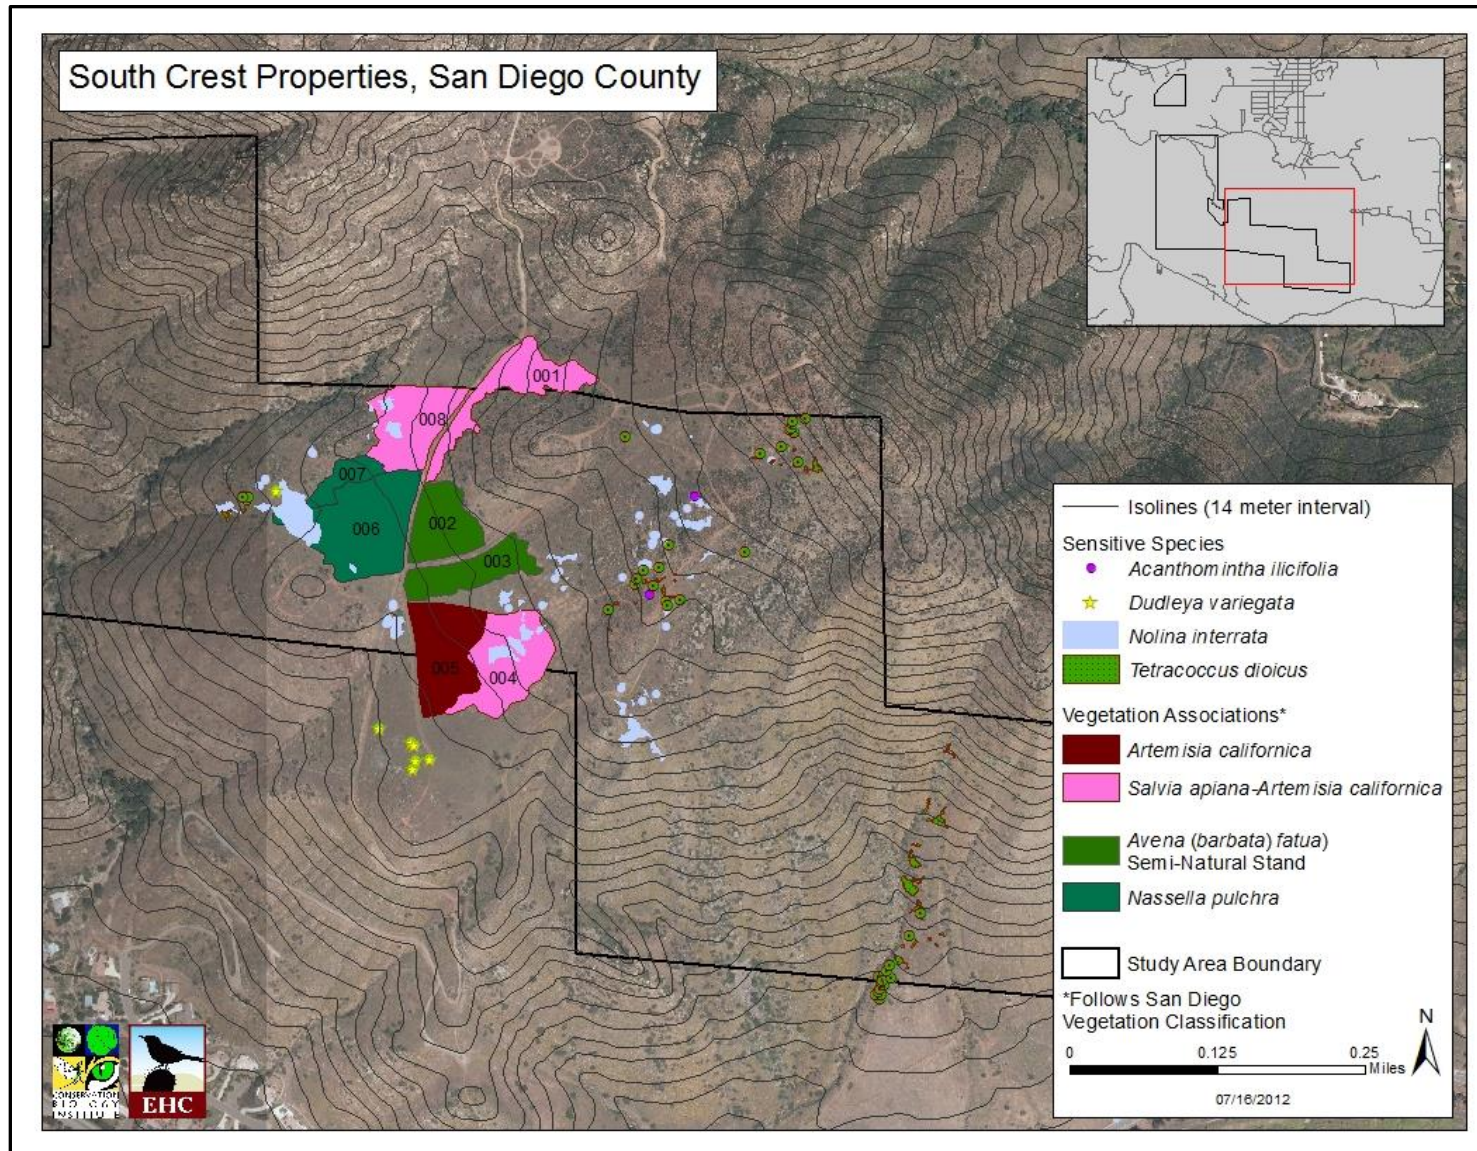 South Crest Properties, San Diego County
001
008
007
006
002
003
005
004
Isolines (14 meter interval)
Sensitive Species
Acanthomintha ilicifolia
Dudleya variegata
Nolina interrata
Tetracoccus dioicus
Vegetation Associations*
Artemisia californica
Salvia apiana-Artemisia californica
Avena (barbata) fatua)
Semi-Natural Stand
Nassella pulchra
Study Area Boundary
*Follows San Diego
Vegetation Classification
N
0 0.125 0.25
Miles
07/16/2012
CONSERVATION
BIOLOGY
INSTITUTE
EHC